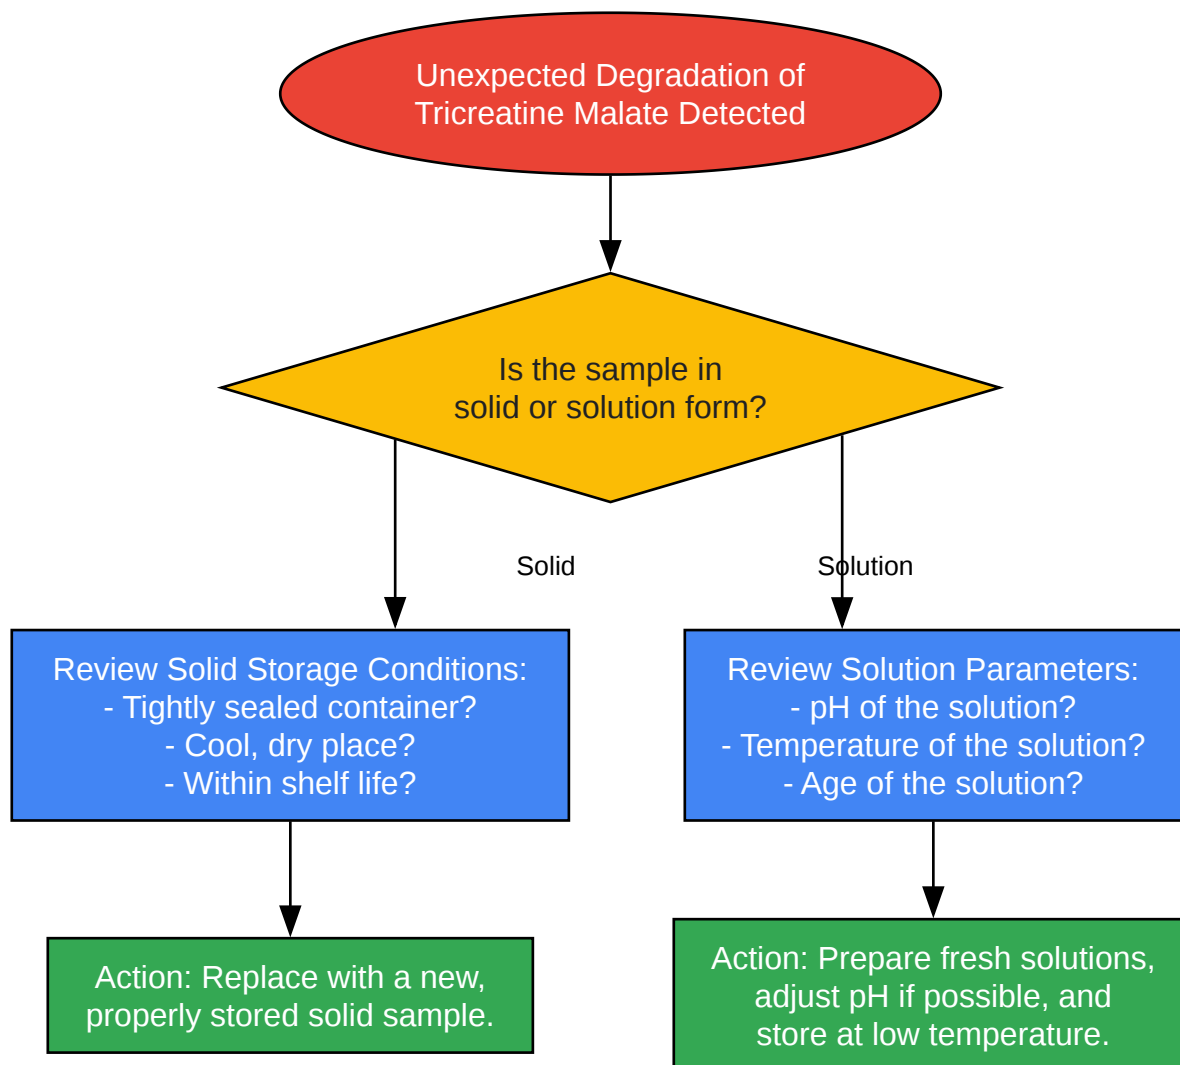 Unexpected Degradation of
Tricreatine Malate Detected
Is the sample in
solid or solution form?
Solid
Solution
Review Solid Storage Conditions:
- Tightly sealed container?
- Cool, dry place?
- Within shelf life?
Review Solution Parameters:
- pH of the solution?
- Temperature of the solution?
- Age of the solution?
Action: Replace with a new,
properly stored solid sample.
Action: Prepare fresh solutions,
adjust pH if possible, and
store at low temperature.